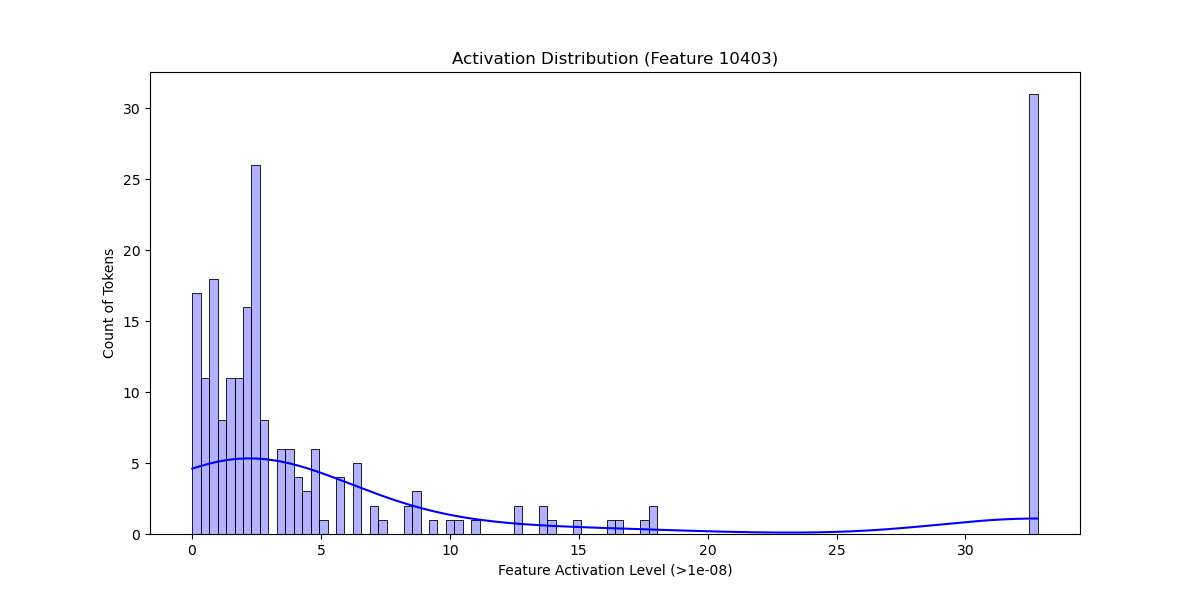 Activation Distribution (Feature 10403)
Count of Tokens
30
25
20
15
10
5
0
0 5 10 15 20 25 30
Feature Activation Level (>1e-08)